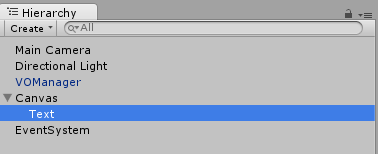 Hierarchy
Create All
Main Camera
Directional Light
VOManager
Canvas
Text
EventSystem